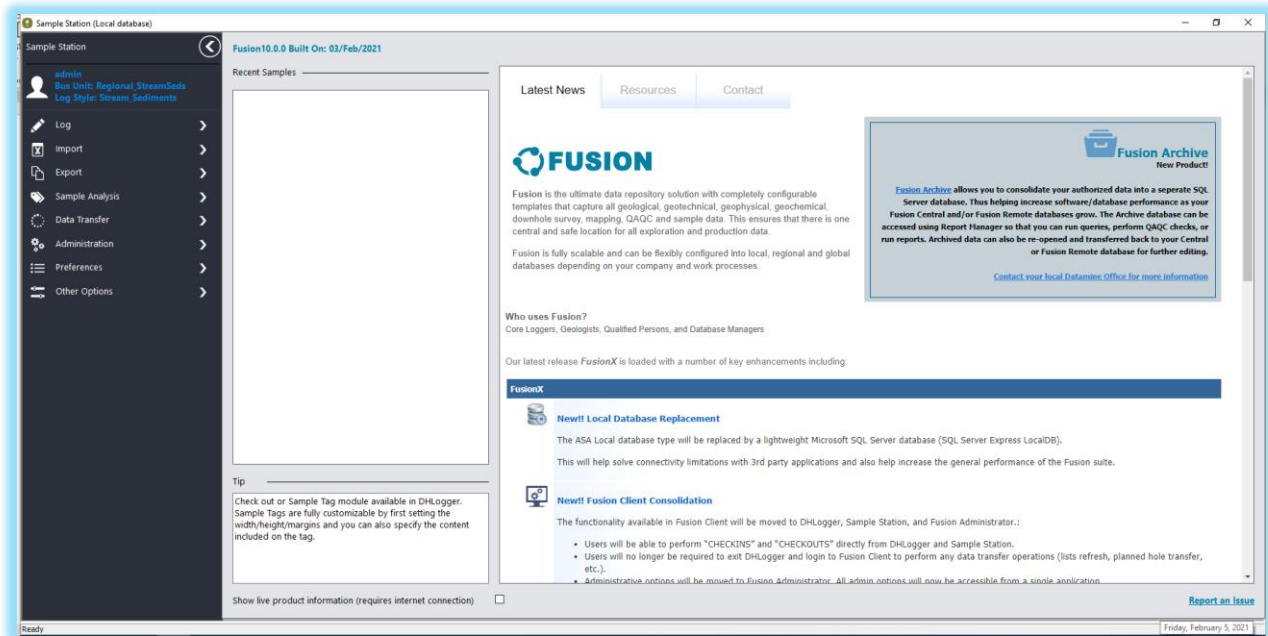 Sample Station (Local database)
Sample Station
admin
Bus Unit: Regional_StreamSeds
Log Style: Stream_Sediments
Log
Import
Export
Sample Analysis
Data Transfer
Administration
Preferences
Other Options
Fusion10.0.0 Built On: 03/Feb/2021
Recent Samples
Tip
Check out or Sample Tag module available in DHLogger.
Sample Tags are fully customizable by first setting the
width/height/margins and you can also specify the content
included on the tag.
Show live product information (requires internet connection)
Latest News
Resources
Contact
FUSION
Fusion is the ultimate data repository solution with completely configurable
templates that capture all geological, geotechnical, geophysical, geochemical,
downhole survey, mapping, QAQC and sample data. This ensures that there is one
central and safe location for all exploration and production data.
Fusion is fully scalable and can be flexibly configured into local, regional and global
databases depending on your company and work processes.
Fusion Archive
New Product!
Fusion Archive allows you to consolidate your authorized data into a seperate SQL
Server database. Thus helping increase software/database performance as your
Fusion Central and/or Fusion Remote databases grow. The Archive database can be
accessed using Report Manager so that you can run queries, perform QAQC checks, or
run reports. Archived data can also be re-opened and transferred back to your Central
or Fusion Remote database for further editing.
Contact your local Datamine Office for more information
Who uses Fusion?
Core Loggers, Geologists, Qualified Persons, and Database Managers
Our latest release FusionX is loaded with a number of key enhancements including:
FusionX
New!! Local Database Replacement
The ASA Local database type will be replaced by a lightweight Microsoft SQL Server database (SQL Server Express LocalDB).
This will help solve connectivity limitations with 3rd party applications and also help increase the general performance of the Fusion suite.
New!! Fusion Client Consolidation
The functionality available in Fusion Client will be moved to DHLogger, Sample Station, and Fusion Administrator.:
• Users will be able to perform "CHECKINS" and "CHECKOUTS" directly from DHLogger and Sample Station.
• Users will no longer be required to exit DHLogger and login to Fusion Client to perform any data transfer operations (lists refresh, planned hole transfer,
etc.).
• Administrative options will be moved to Fusion Administrator. All admin options will now be accessible from a single application.
Report an Issue
Ready
Friday, February 5, 2021